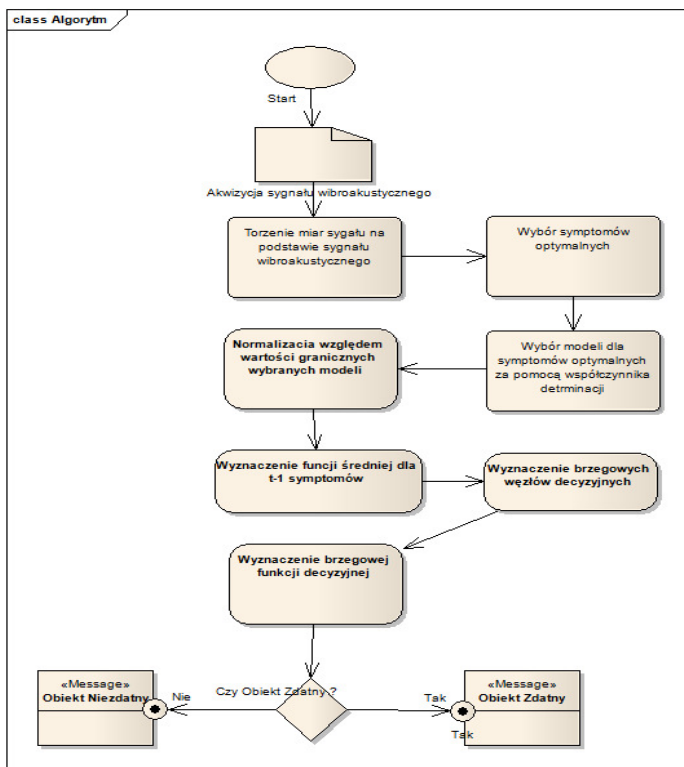 class Algorytm
Start
Akwizycja sygnału wibroakustycznego
Torzenie miar sygału na
podstawie sygnału
wibroakustycznego
Wybór symptomów
optymalnych
Wybór modeli dla
symptomów optymalnych
za pomocą współczynnika
detrminacji
Normalizacia względem
wartości granicznych
wybranych modeli
Wyznaczenie funcji średniej dla
t-1 symptomów
Wyznaczenie brzegowych
węzłów decyzyjnych
Wyznaczenie brzegowej
funkcji decyzyjnej
Czy Obiekt Zdatny ?
Nie
Tak
«Message»
Obiekt Niezdatny
«Message»
Obiekt Zdatny
Tak